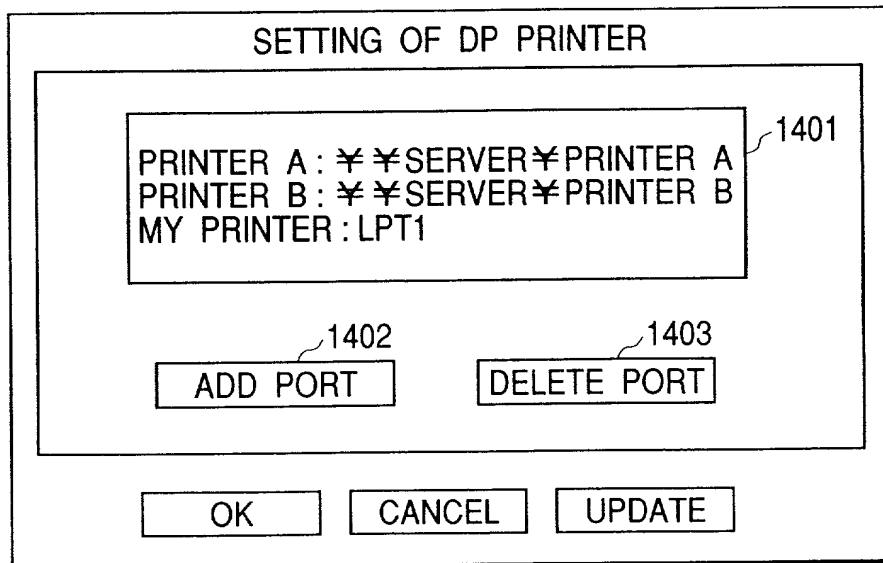 SETTING OF DP PRINTER
1401
PRINTER A: ¥¥SERVER¥PRINTER A
PRINTER B: ¥¥SERVER¥PRINTER B
MY PRINTER: LPT1
1402
1403
ADD PORT
DELETE PORT
OK
CANCEL
UPDATE